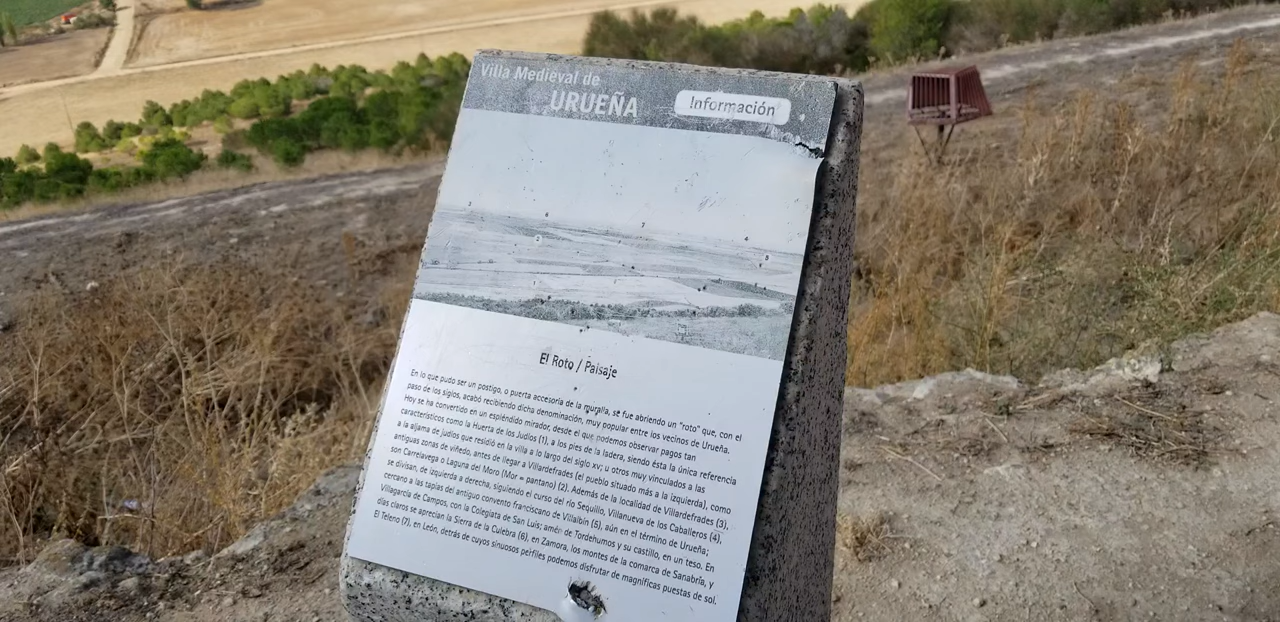 Villa Medieval de
URUEÑA
Información
7
6
5
7
4
8
El Roto / Paisaje
En lo que pudo ser un postigo, o puerta accesoria de la muralla, se fue abriendo un "roto" que, con el
paso de los siglos, acabó recibiendo dicha denominación, muy popular entre los vecinos de Urueña.
Hoy se ha convertido en un espléndido mirador, desde el que podemos observar pagos tan
característicos como la Huerta de los Judíos (1), a los pies de la ladera, siendo ésta la única referencia
a la aljama de judíos que residió en la villa a lo largo del siglo XV; u otros muy vinculados a las
antiguas zonas de viñedo, antes de llegar a Villardefrades (el pueblo situado más a la izquierda), como
son Carrelavega o Laguna del Moro (Mor = pantano) (2). Además de la localidad de Villardefrades (3),
se divisan, de izquierda a derecha, siguiendo el curso del río Sequillo, Villanueva de los Caballeros (4),
cercano a las tapias del antiguo convento franciscano de Villalbín (5), aún en el término de Urueña;
Villagarcía de Campos, con la Colegiata de San Luis; amén de Tordehumos y su castillo, en un teso. En
días claros se aprecian la Sierra de la Culebra (6), en Zamora, los montes de la comarca de Sanabria, y
El Teleno (7), en León, detrás de cuyos sinuosos perfiles podemos disfrutar de magníficas puestas de sol.